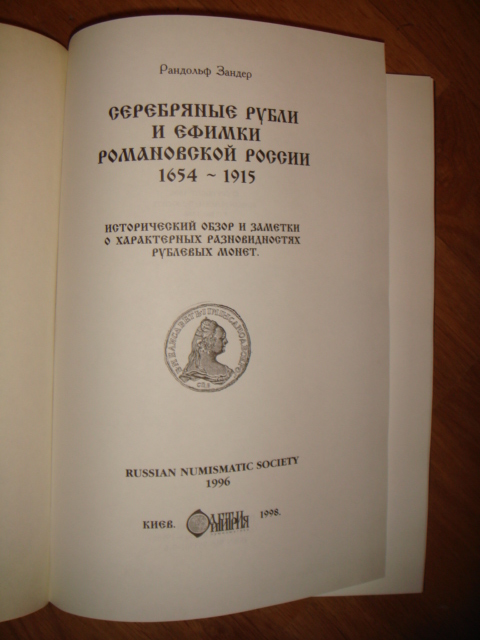 Рандольф Зандер
СЕРЕБРЯНЫЕ РУБЛИ
И ЕФИМКИ
РОМАНОВСКОЙ РОССИИ
1654 ~ 1915
ИСТОРИЧЕСКИЙ ОБЗОР И ЗАМЕТКИ
О ХАРАКТЕРНЫХ РАЗНОВИДНОСТЯХ
РУБЛЕВЫХ МОНЕТ.
RUSSIAN NUMISMATIC SOCIETY
1996
КИЕВ.
1998.